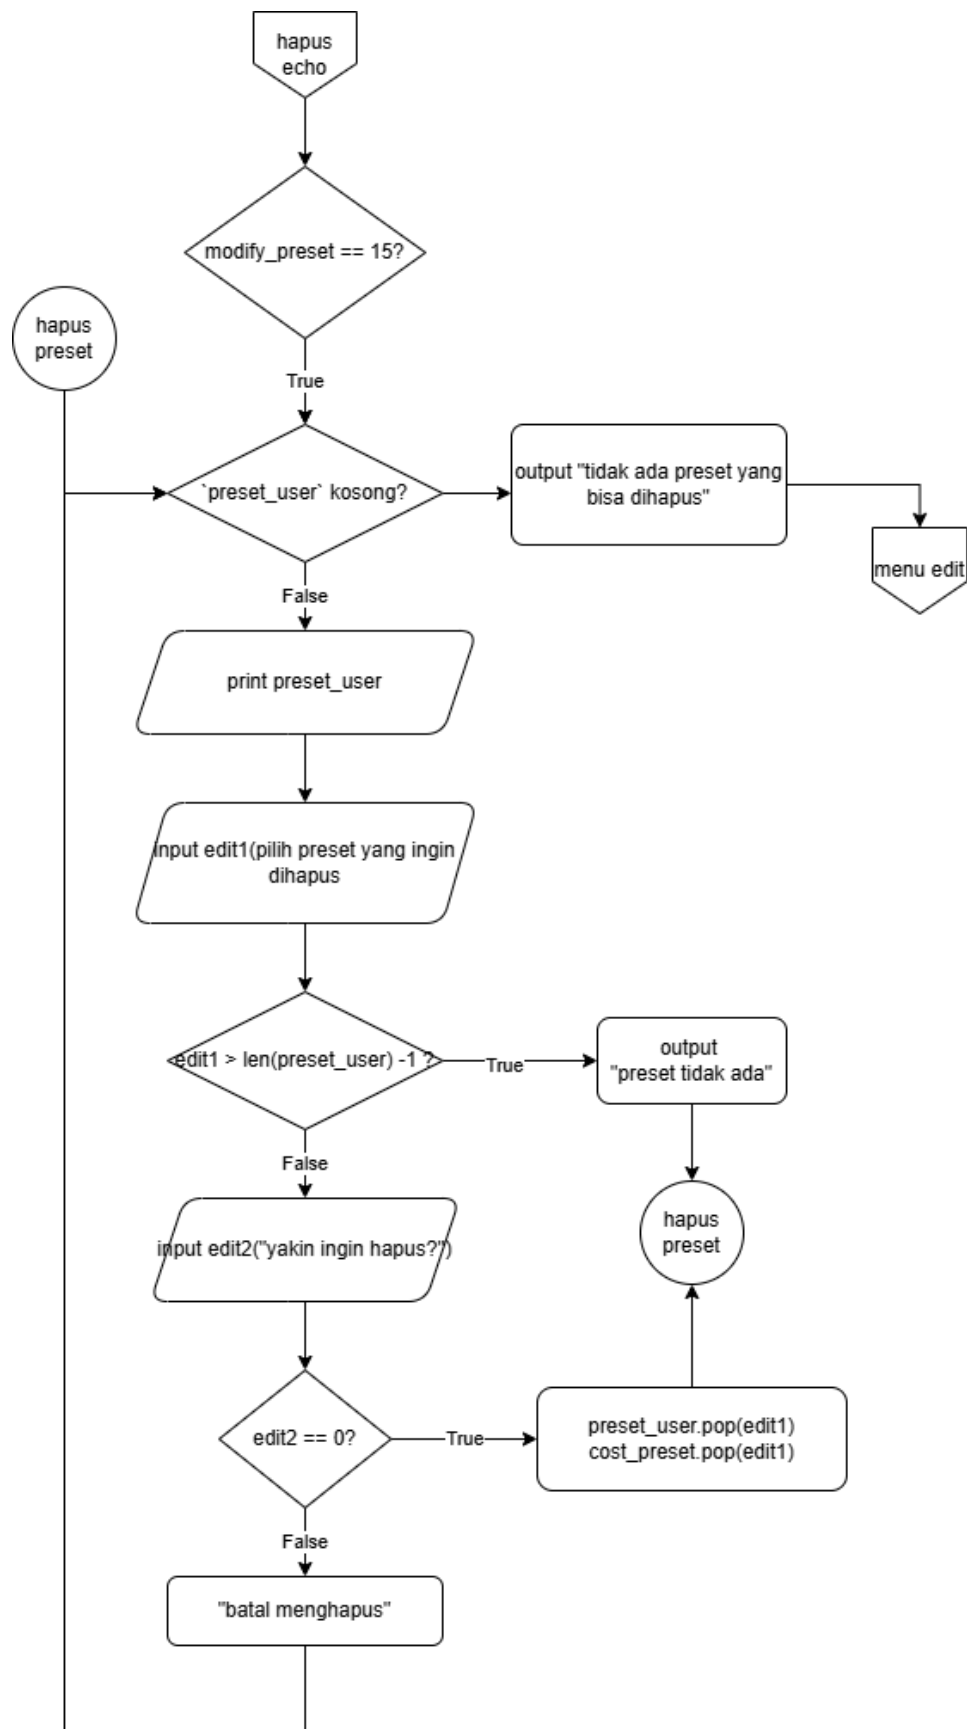 hapus
echo
modify_preset == 15?
hapus
preset
True
`preset_user` kosong?
output "tidak ada preset yang
bisa dihapus"
menu edit
False
print preset_user
input edit1(pilih preset yang ingin
dihapus
edit1 > len(preset_user) -1 ?
True
output
"preset tidak ada"
False
hapus
preset
input edit2("yakin ingin hapus?")
edit2 == 0?
True
preset_user.pop(edit1)
cost_preset.pop(edit1)
False
"batal menghapus"